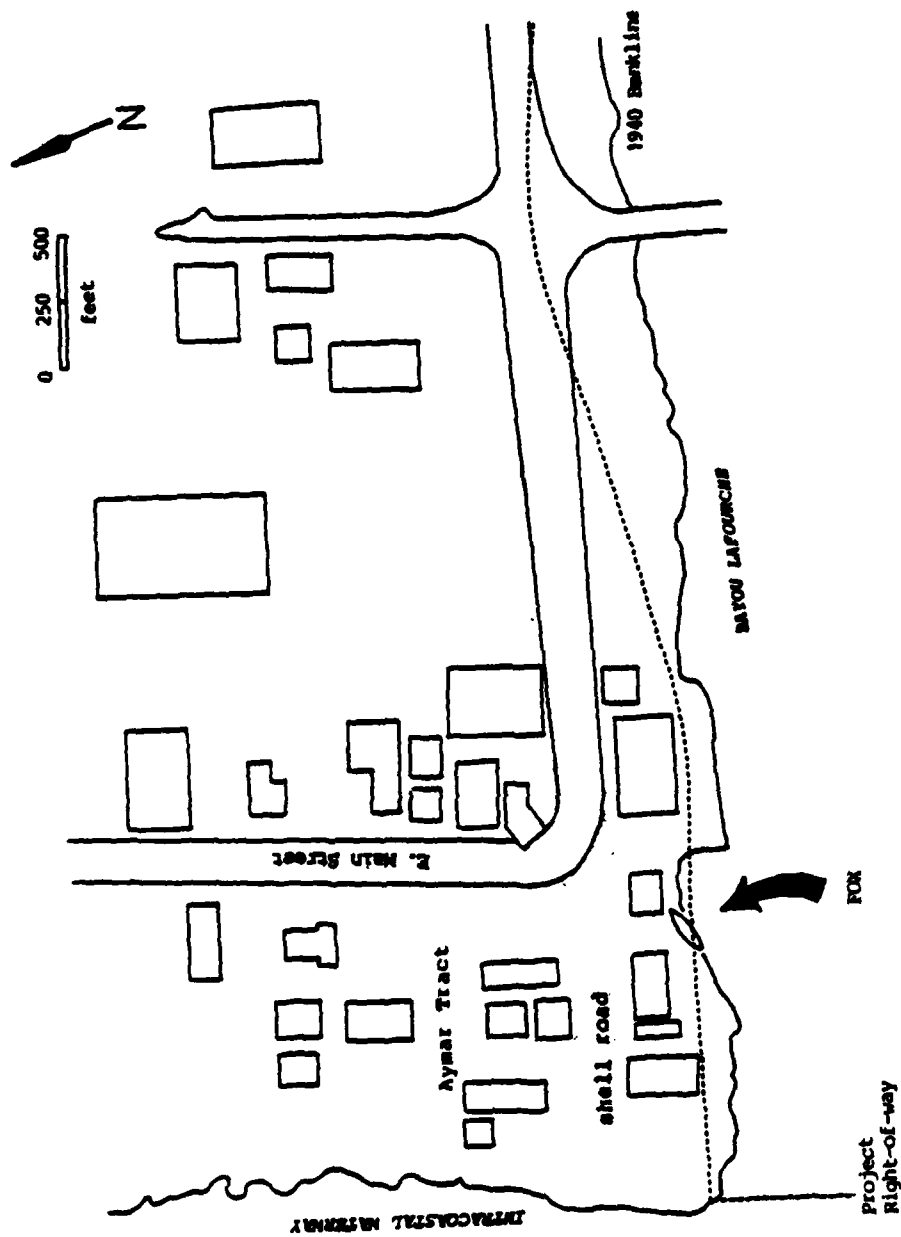 N
0 250 500
feet
1940 Bankline
BAYOU LAFOURCHE
E. Main Street
Aymar Tract
shell road
FOX
INTRACOASTAL WATERWAY
Project
Right-of-way